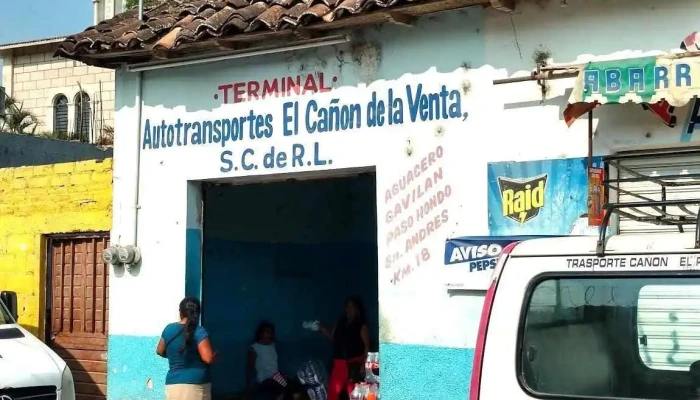 ·TERMINAL·
Autotransportes El Cañon de la Venta,
S.C. de R.L.
AGUACERO
GAVILAN
PASO HONDO
Sn. ANDRES
-KM. 18
Raid
AVISO
PEPSI
ABARR
TRASPORTE CAÑON EL